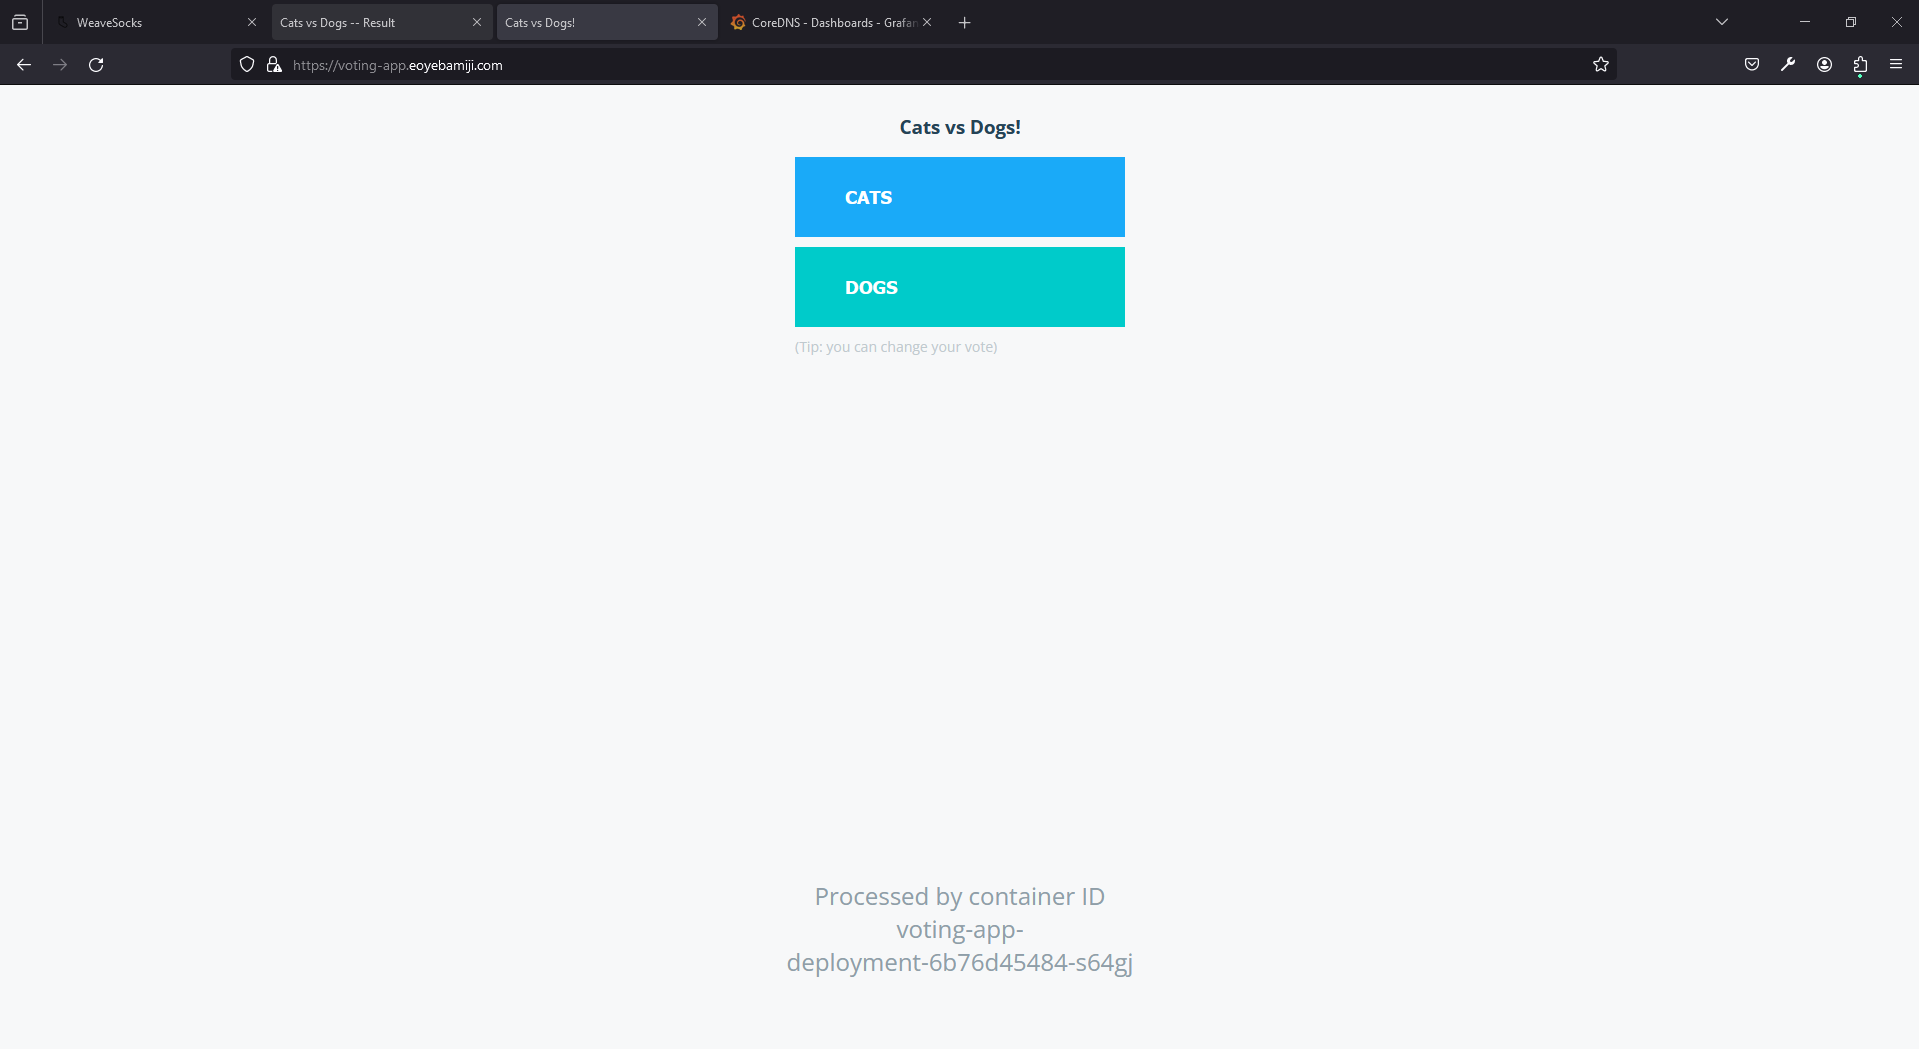 WeaveSocks
Cats vs Dogs -- Result
Cats vs Dogs!
CoreDNS - Dashboards - Grafan
https://voting-app.eoyebamiji.com
Cats vs Dogs!
CATS
DOGS
(Tip: you can change your vote)
Processed by container ID
voting-app-
deployment-6b76d45484-s64gj